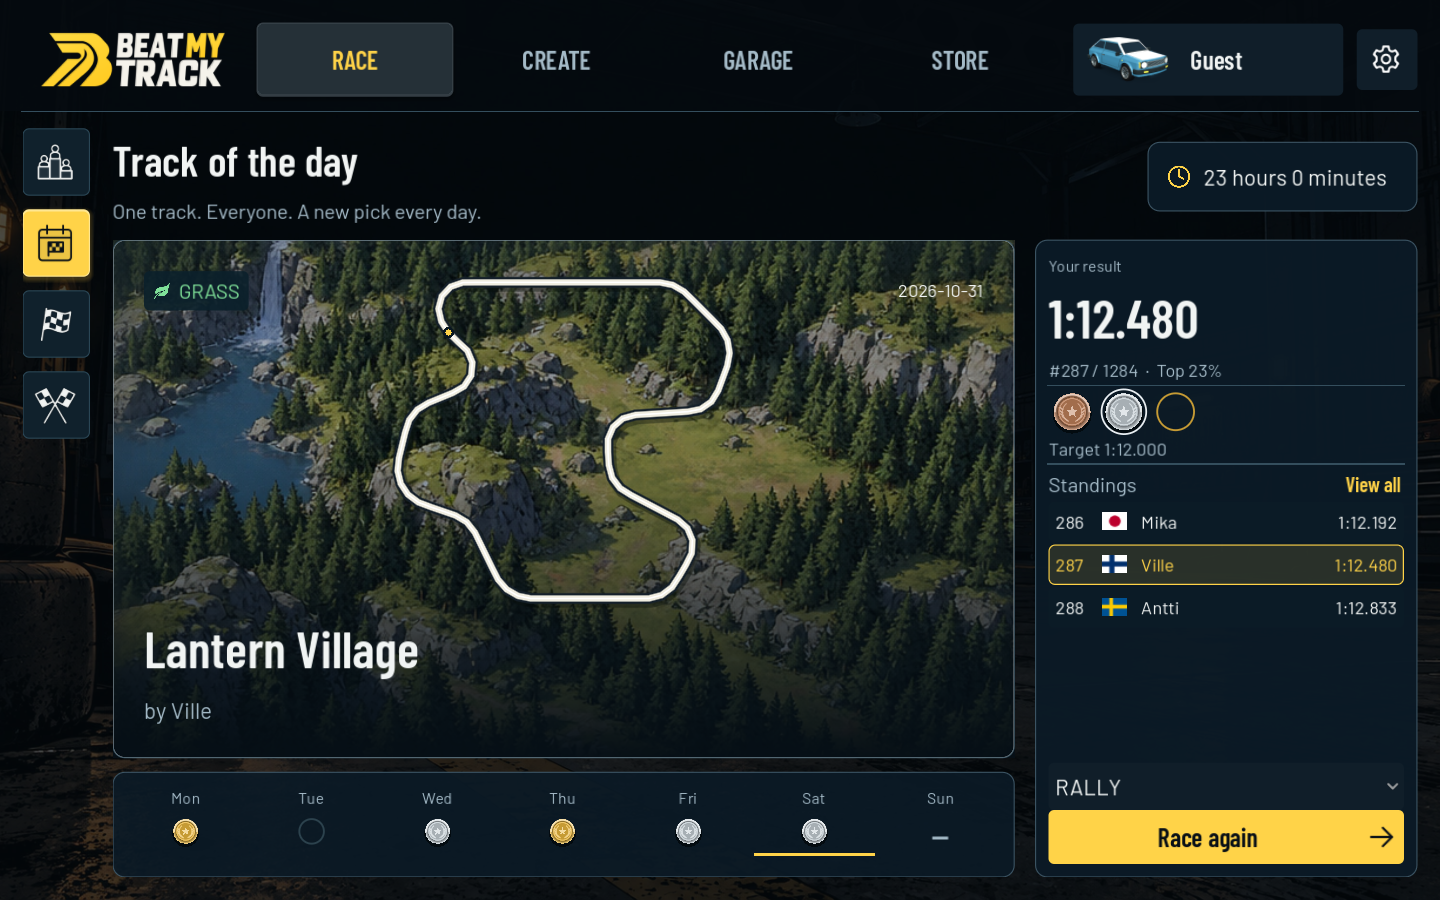 BEAT MY TRACK
RACE
CREATE
GARAGE
STORE
Guest
Track of the day
One track. Everyone. A new pick every day.
23 hours 0 minutes
GRASS
2026-10-31
Lantern Village
by Ville
Mon
Tue
Wed
Thu
Fri
Sat
Sun
Your result
1:12.480
#287 / 1284 · Top 23%
Target 1:12.000
Standings
View all
286 Mika 1:12.192
287 Ville 1:12.480
288 Antti 1:12.833
RALLY
Race again